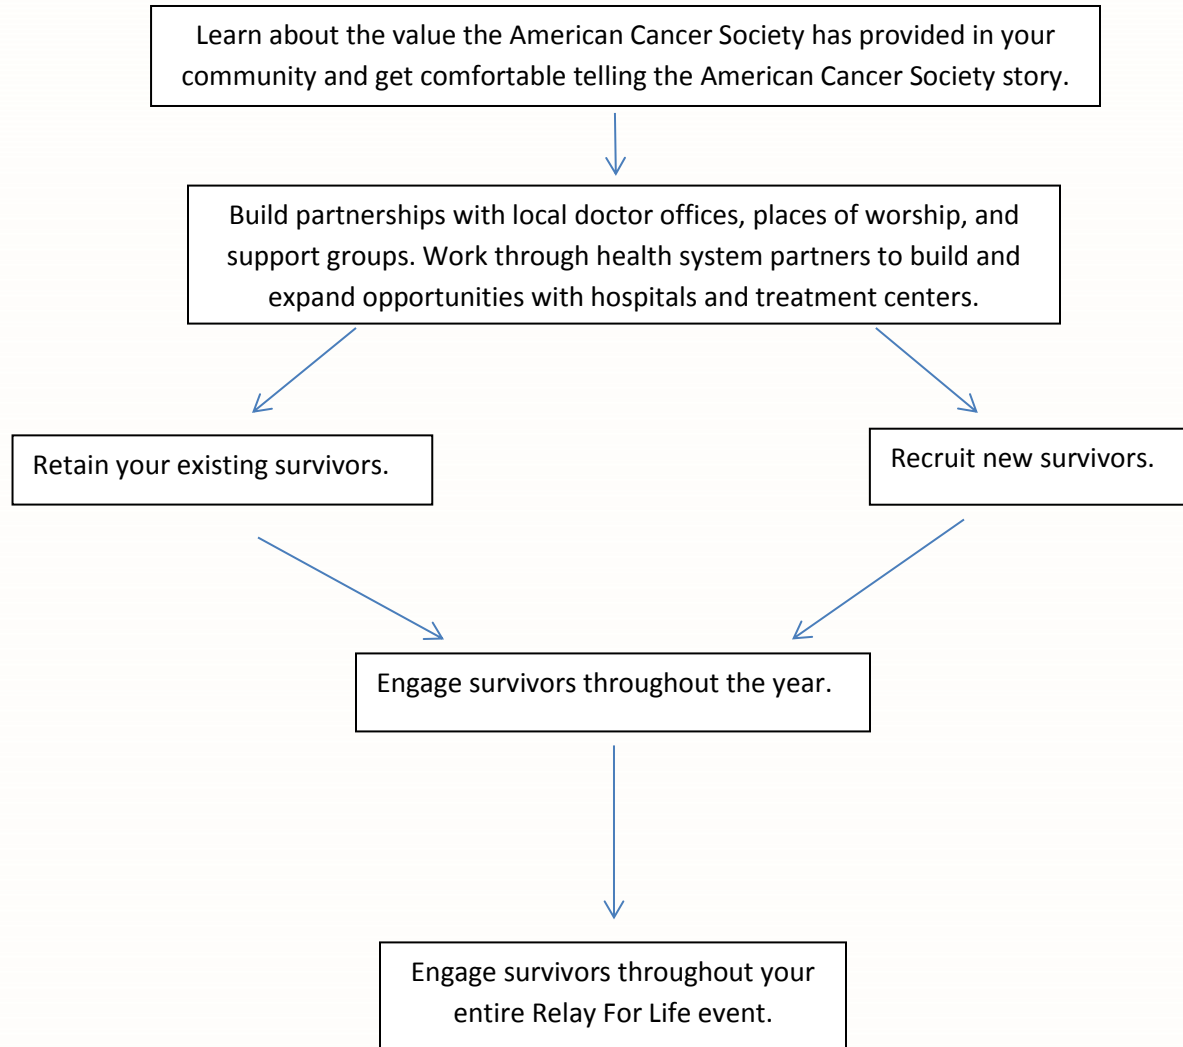 Learn about the value the American Cancer Society has provided in your
community and get comfortable telling the American Cancer Society story.
Build partnerships with local doctor offices, places of worship, and
support groups. Work through health system partners to build and
expand opportunities with hospitals and treatment centers.
Retain your existing survivors.
Recruit new survivors.
Engage survivors throughout the year.
Engage survivors throughout your
entire Relay For Life event.